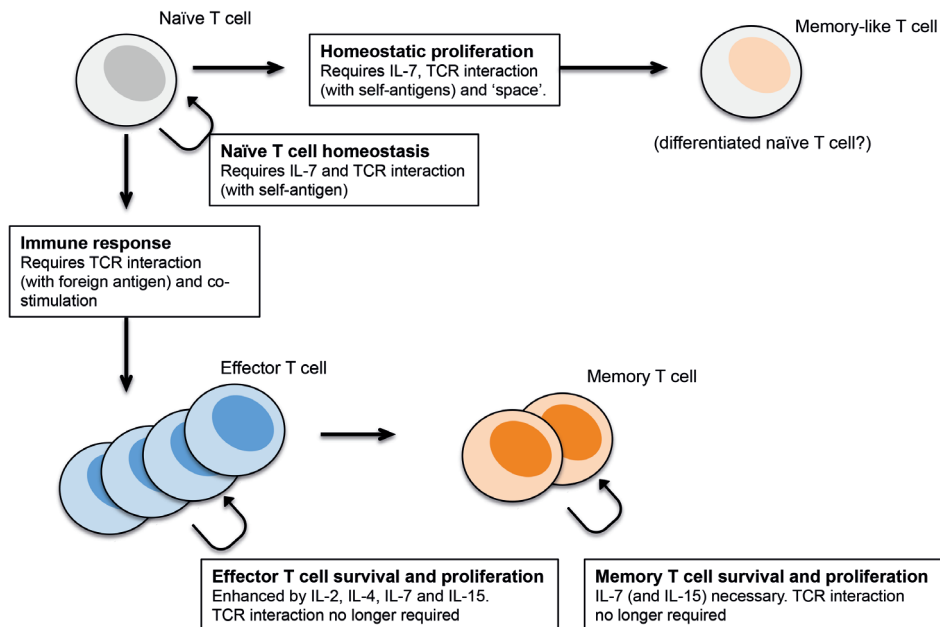 Naïve T cell
Homeostatic proliferation
Requires IL-7, TCR interaction
(with self-antigens) and ‘space’.
Memory-like T cell
(differentiated naïve T cell?)
Naïve T cell homeostasis
Requires IL-7 and TCR interaction
(with self-antigen)
Immune response
Requires TCR interaction
(with foreign antigen) and co-
stimulation
Effector T cell
Memory T cell
Effector T cell survival and proliferation
Enhanced by IL-2, IL-4, IL-7 and IL-15.
TCR interaction no longer required
Memory T cell survival and proliferation
IL-7 (and IL-15) necessary. TCR interaction
no longer required